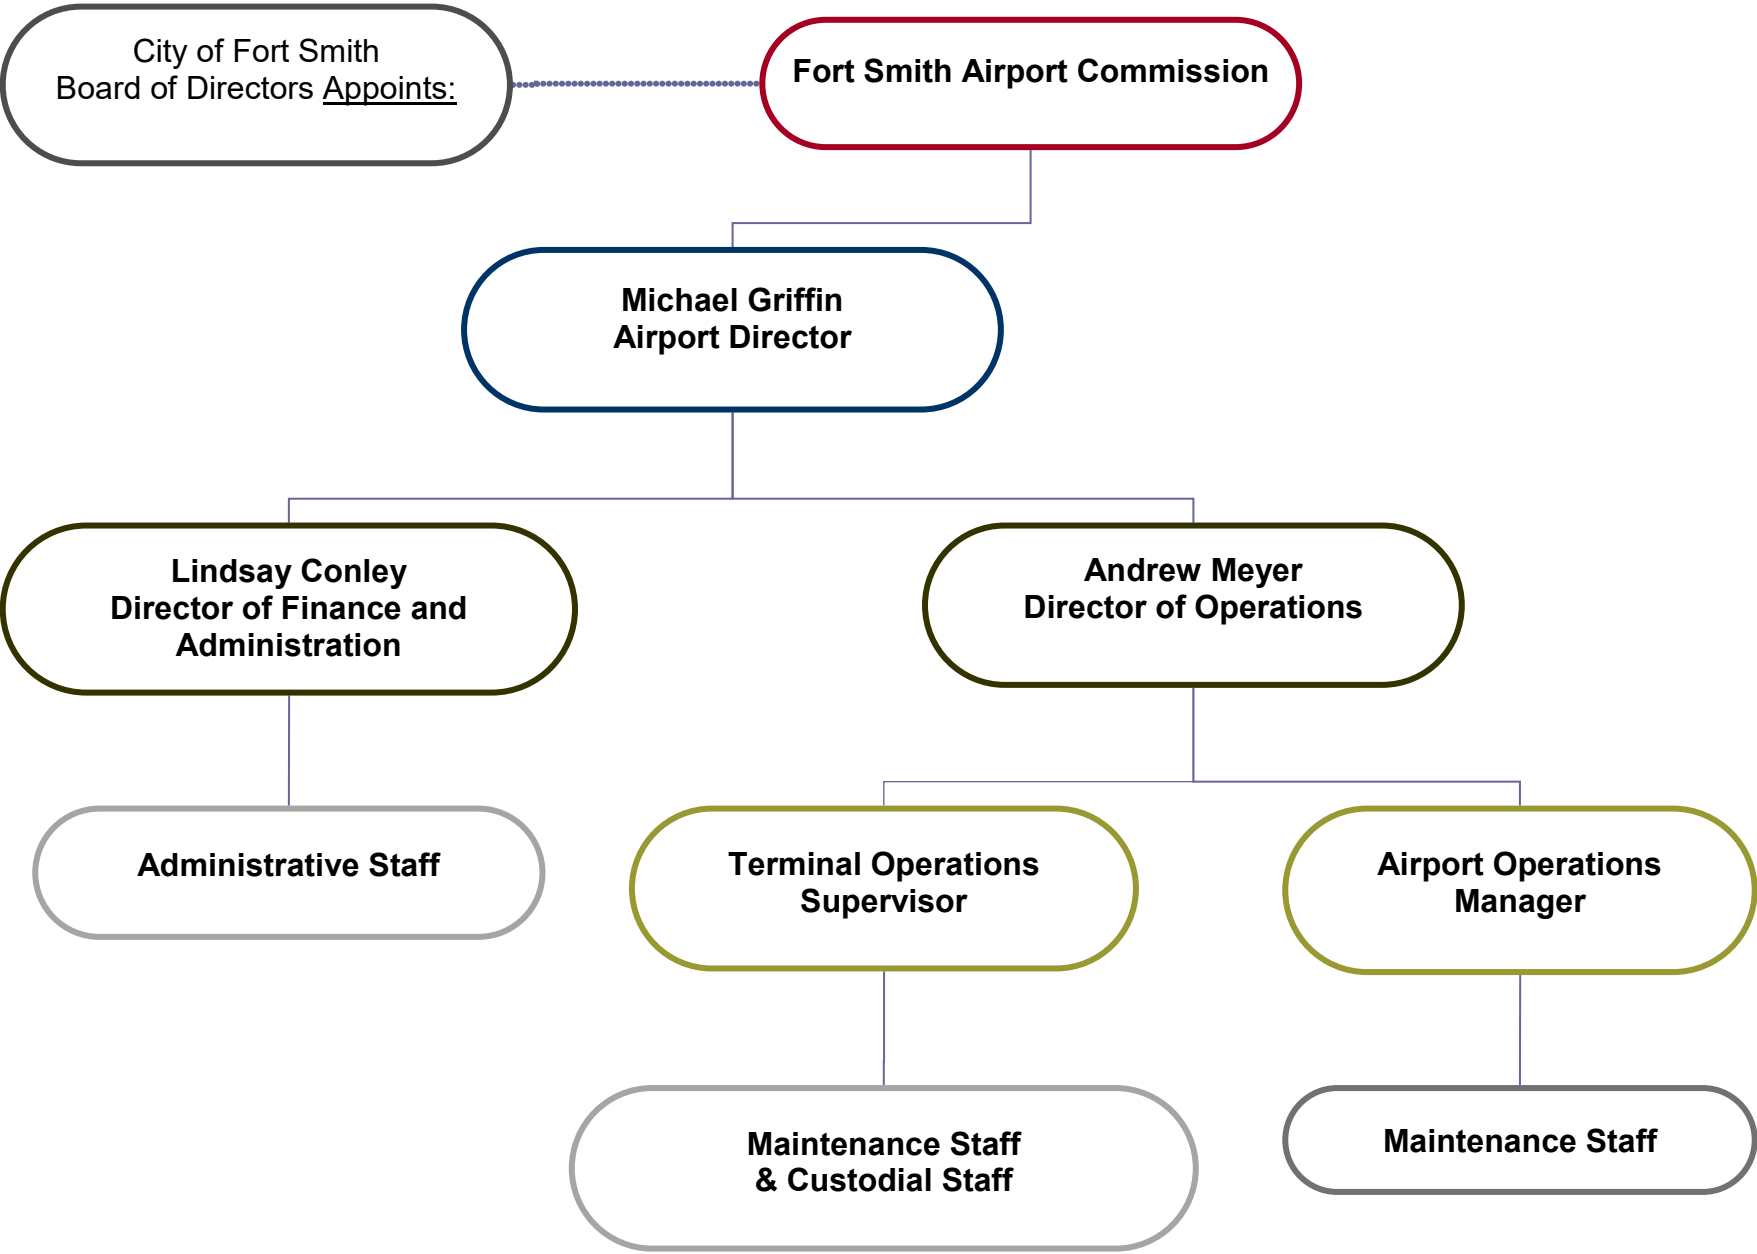 City of Fort Smith
Board of Directors Appoints:
Fort Smith Airport Commission
Michael Griffin
Airport Director
Lindsay Conley
Director of Finance and
Administration
Andrew Meyer
Director of Operations
Administrative Staff
Terminal Operations
Supervisor
Airport Operations
Manager
Maintenance Staff
& Custodial Staff
Maintenance Staff